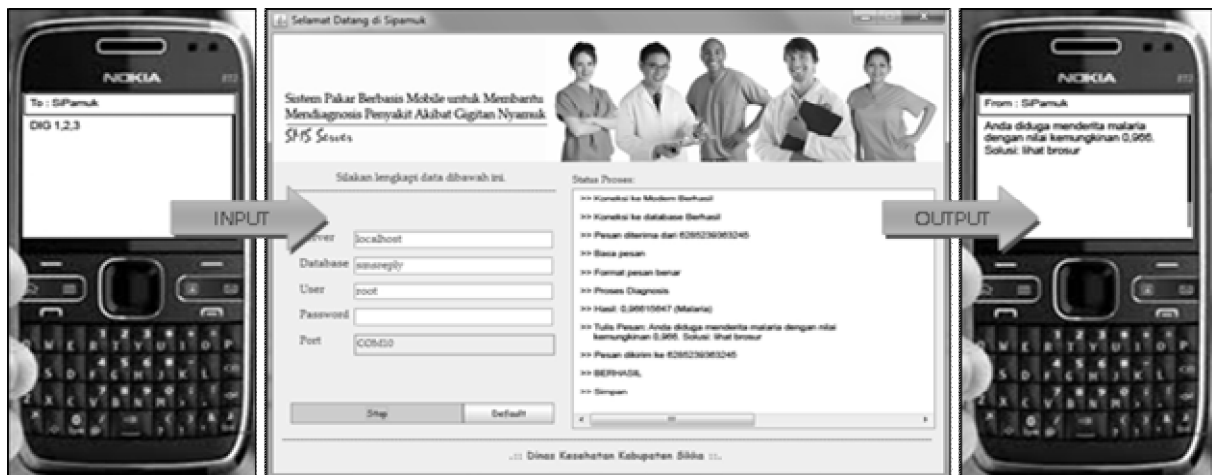 NOKIA
E72
To : SiPamuk
DIG 1,2,3
INPUT
Selamat Datang di Sipamuk
Sistem Pakar Berbasis Mobile untuk Membantu
Mendiagnosis Penyakit Akibat Gigitan Nyamuk
SMS Server
Silakan lengkapi data dibawah ini.
Server localhost
Database smsreply
User root
Password
Port COM10
Stop
Default
Status Proses:
>> Koneksi ke Modem Berhasil
>> Koneksi ke database Berhasil
>> Pesan diterima dari 6285239363246
>> Baca pesan
>> Format pesan benar
>> Proses Diagnosis
>> Hasil: 0,96615647 (Malaria)
>> Tulis Pesan: Anda diduga menderita malaria dengan nilai
kemungkinan 0,966. Solusi: lihat brosur
>> Pesan dikirim ke 6285239363246
>> BERHASIL
>> Simpan
.:: Dinas Kesehatan Kabupaten Sikka ::.
OUTPUT
NOKIA
E72
From : SiPamuk
Anda diduga menderita malaria
dengan nilai kemungkinan 0,966.
Solusi: lihat brosur